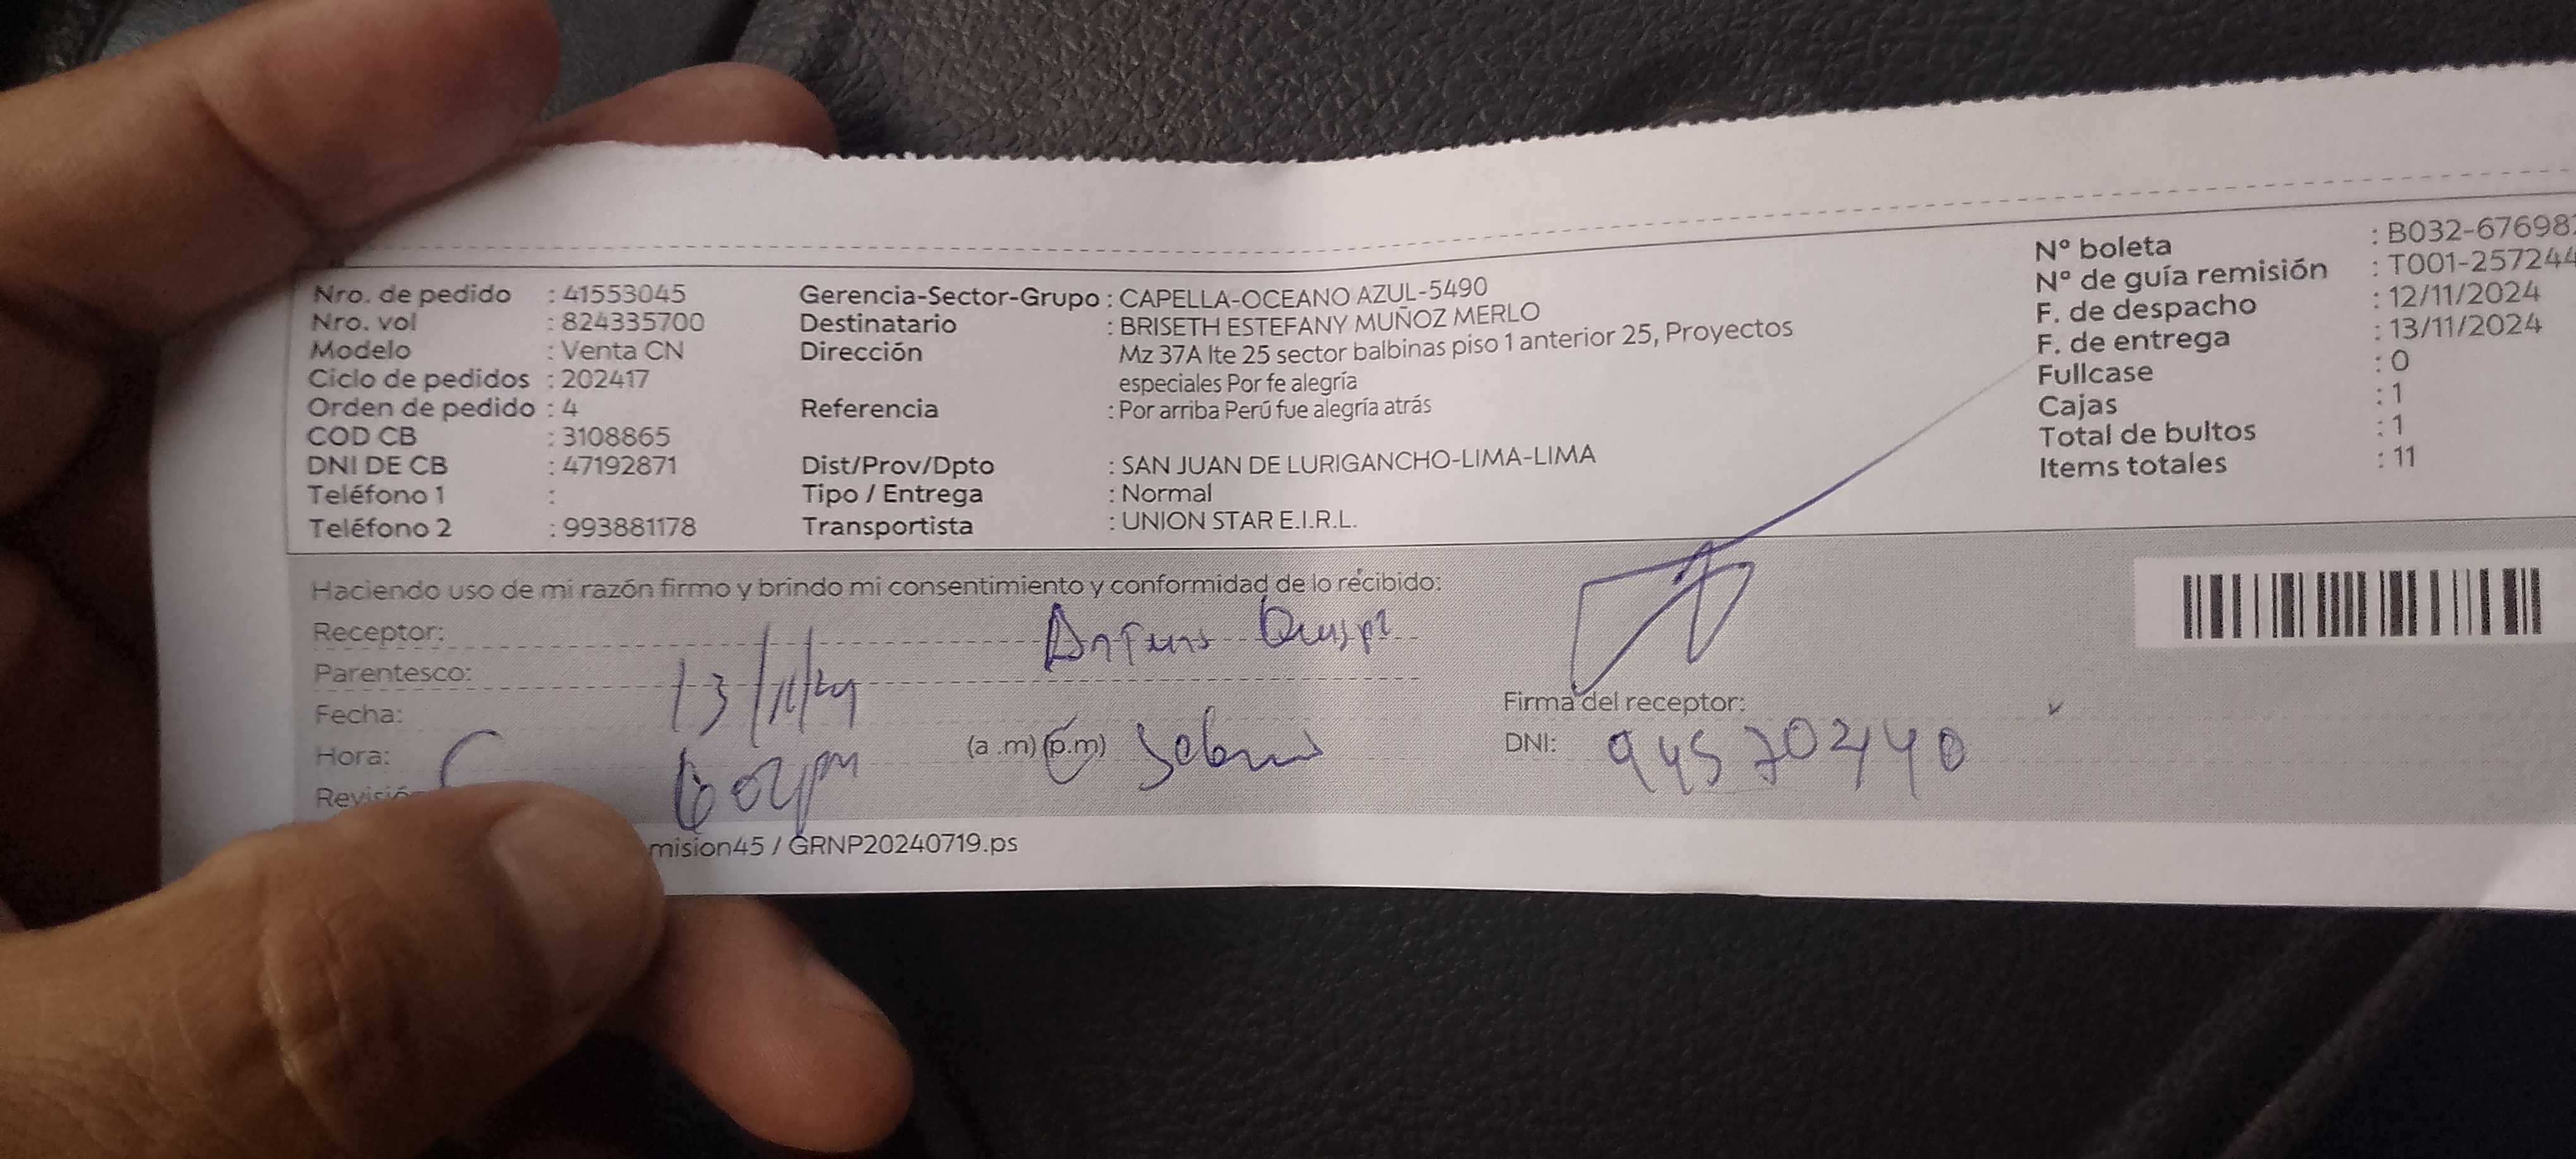 Nro. de pedido : 41553045
Nro. vol : 824335700
Modelo : Venta CN
Ciclo de pedidos : 202417
Orden de pedido : 4
COD CB : 3108865
DNI DE CB : 47192871
Teléfono 1 :
Teléfono 2 : 993881178
Gerencia-Sector-Grupo : CAPELLA-OCEANO AZUL-5490
Destinatario : BRISETH ESTEFANY MUÑOZ MERLO
Dirección Mz 37A lte 25 sector balbinas piso 1 anterior 25, Proyectos
especiales Por fe alegría
Referencia : Por arriba Perú fue alegría atrás
Dist/Prov/Dpto : SAN JUAN DE LURIGANCHO-LIMA-LIMA
Tipo / Entrega : Normal
Transportista : UNION STAR E.I.R.L.
Nº boleta : B032-67698
Nº de guía remisión : T001-257244
F. de despacho : 12/11/2024
F. de entrega : 13/11/2024
Fullcase : 0
Cajas : 1
Total de bultos : 1
Items totales : 11
Haciendo uso de mi razón firmo y brindo mi consentimiento y conformidad de lo recibido:
Receptor:
Parentesco:
Fecha: 13/11/24
Hora: (a .m) (p.m)
Revisión
Firma del receptor:
DNI: 945702440
mision45 / GRNP20240719.ps